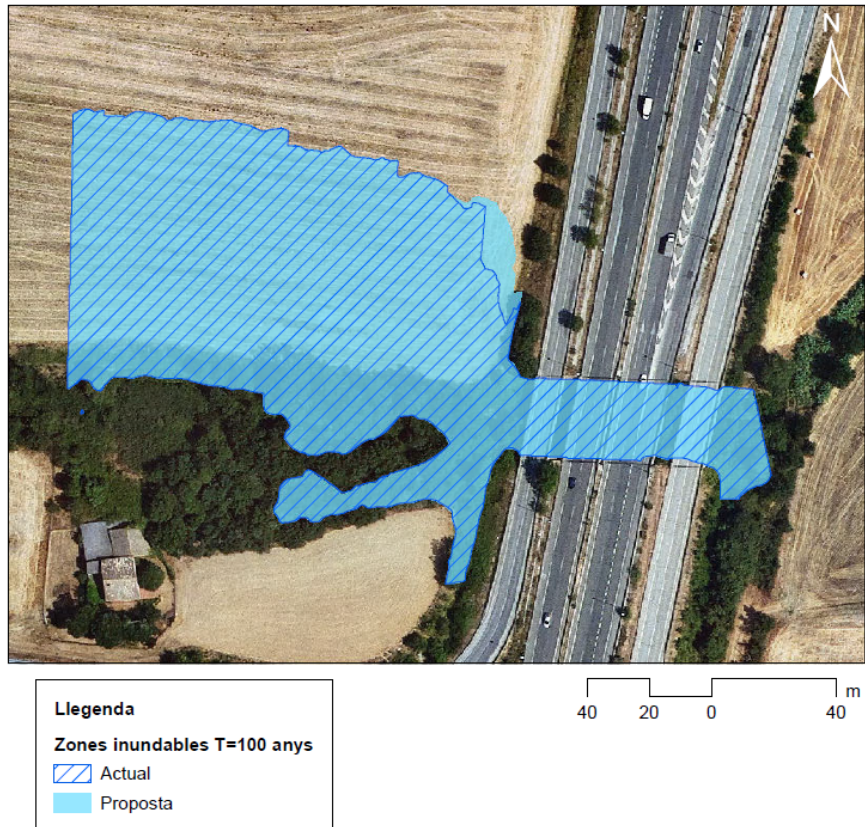 N
40 20 0 40 m
Llegenda
Zones inundables T=100 anys
Actual
Proposta